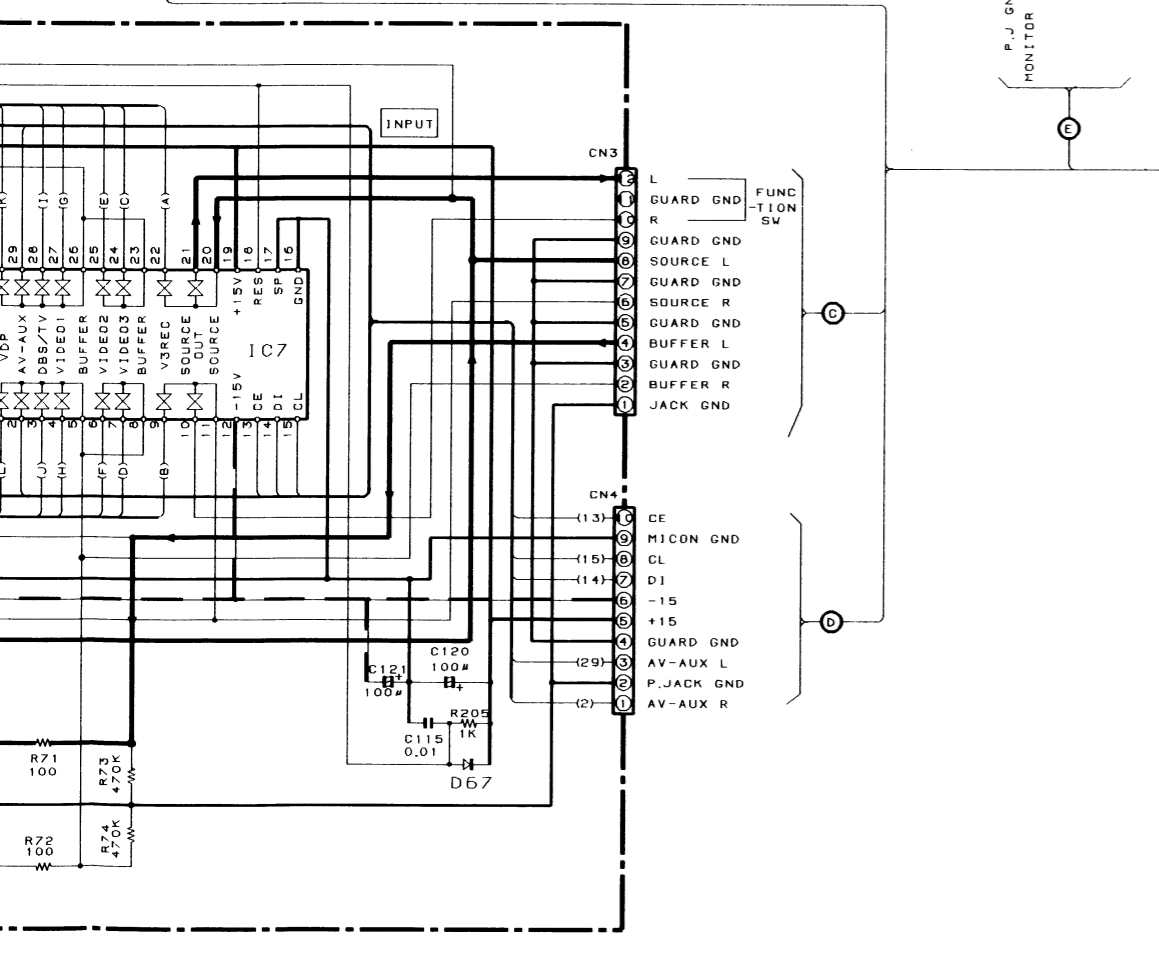 P.J GN
MONITOR
E
INPUT
CN3
12 L
11 GUARD GND
10 R
FUNC
-TION
SW
9 GUARD GND
8 SOURCE L
7 GUARD GND
6 SOURCE R
5 GUARD GND
4 BUFFER L
3 GUARD GND
2 BUFFER R
1 JACK GND
C
(K) (I) (G) (E) (C) (A)
29 28 27 26 25 24 23 22 21 20 19 18 17 16
+15V RES SP GND
VDP
AV-AUX
DBS/TV
VIDEO1
BUFFER
VIDEO2
VIDEO3
BUFFER
V3REC
SOURCE
OUT
SOURCE
IC7
-15V CE DI CL
2 3 4 5 6 7 8 9 10 11 12 13 14 15
(L) (J) (H) (F) (D) (B)
CN4
(13) 10 CE
9 MICON GND
(15) 8 CL
(14) 7 DI
6 -15
5 +15
4 GUARD GND
(29) 3 AV-AUX L
2 P.JACK GND
(2) 1 AV-AUX R
D
C121
100µ
+
C120
100µ
+
C115
0.01
R205
1K
D67
R71
100
R73
470K
R72
100
R74
470K